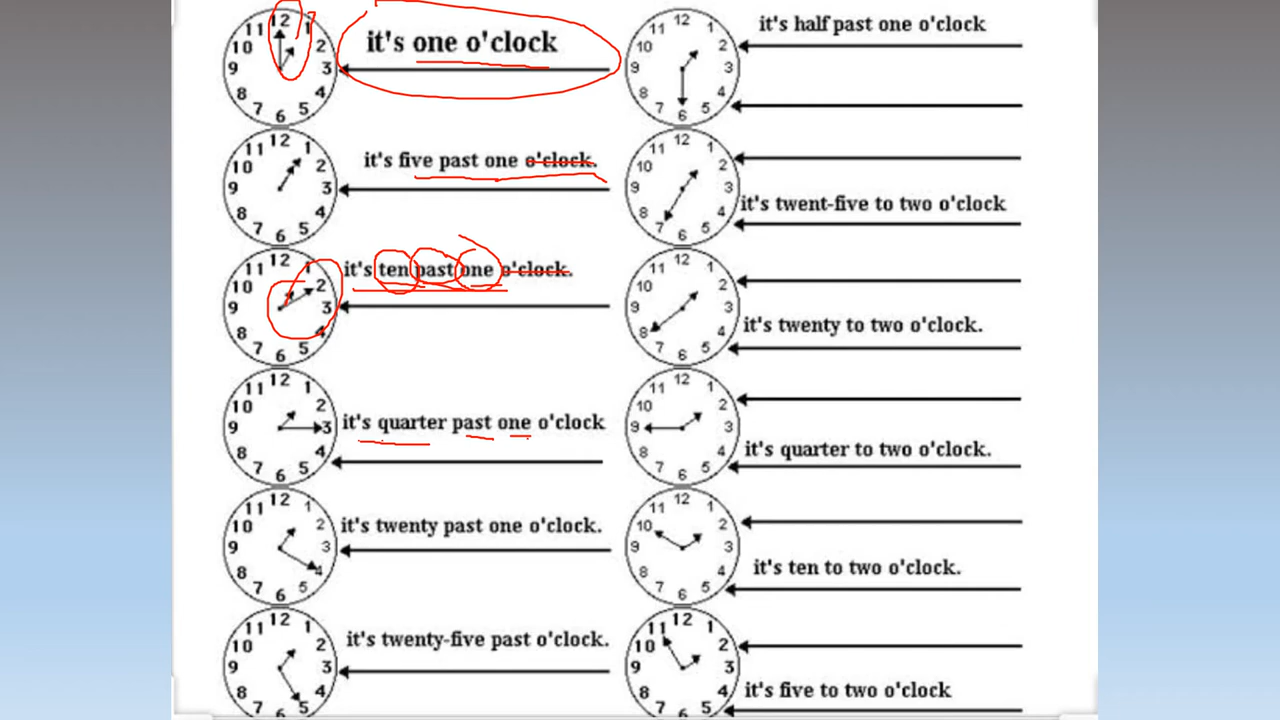 it's one o'clock
it's five past one o'clock.
it's ten past one o'clock.
it's quarter past one o'clock
it's twenty past one o'clock.
it's twenty-five past o'clock.
it's half past one o'clock
it's twent-five to two o'clock
it's twenty to two o'clock.
it's quarter to two o'clock.
it's ten to two o'clock.
it's five to two o'clock